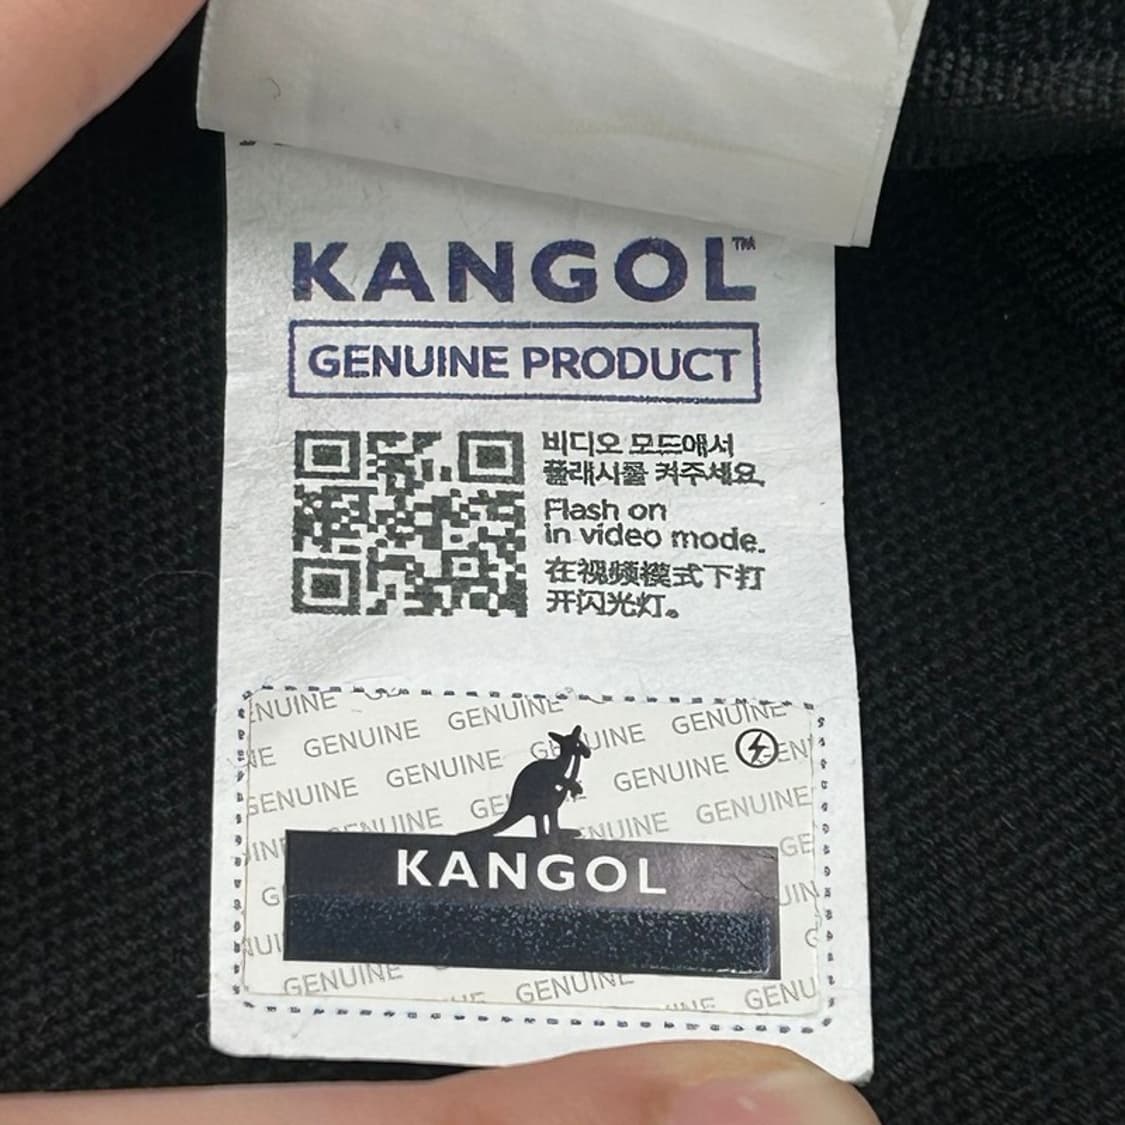 KANGOL™
GENUINE PRODUCT
비디오 모드에서
플래시를 켜주세요.
Flash on
in video mode.
在视频模式下打
开闪光灯。
GENUINE GENUINE
GENUINE GENUINE GENUINE
GENUINE GENUINE
GENUINE GENUINE
GENUINE GENUINE
KANGOL
GENUINE GENUINE